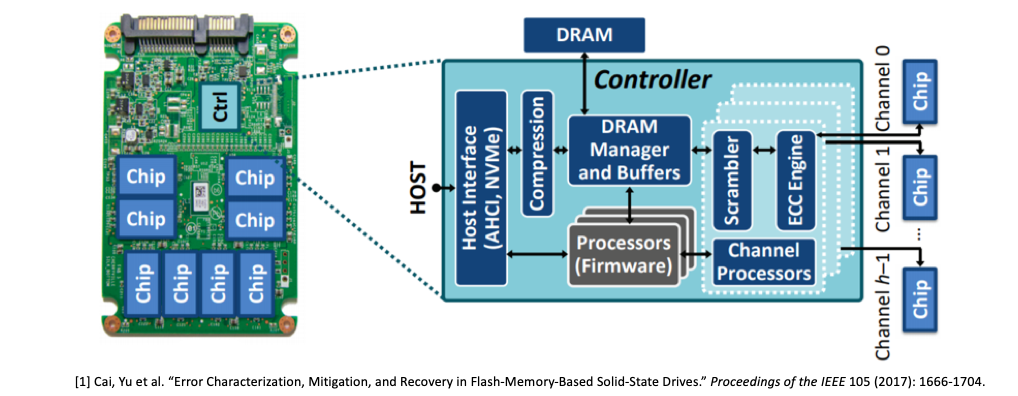 Ctrl
Chip
Chip
Chip
Chip
Chip
Chip
Chip
Chip
DRAM
Controller
HOST
Host Interface
(AHCI, NVMe)
Compression
DRAM
Manager
and Buffers
Processors
(Firmware)
Scrambler
ECC Engine
Channel
Processors
Channel 0
Chip
Channel 1
Chip
...
Channel h–1
Chip
[1] Cai, Yu et al. “Error Characterization, Mitigation, and Recovery in Flash-Memory-Based Solid-State Drives.” Proceedings of the IEEE 105 (2017): 1666-1704.